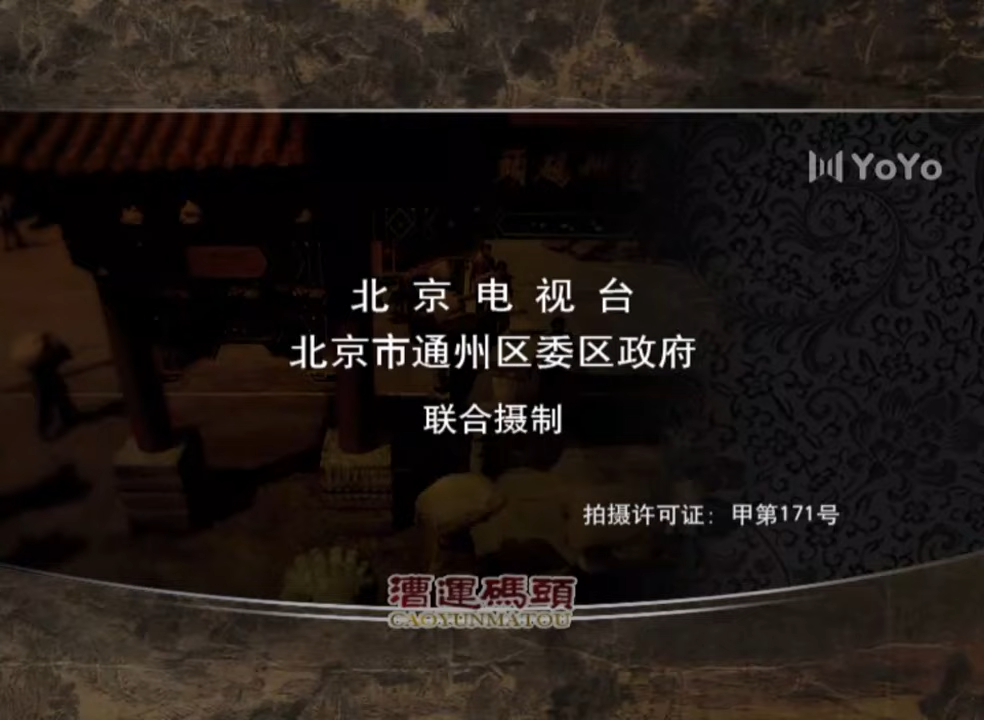 YoYo
北京电视台
北京市通州区委区政府
联合摄制
拍摄许可证：甲第171号
漕運碼頭
CAOYUNMATOU